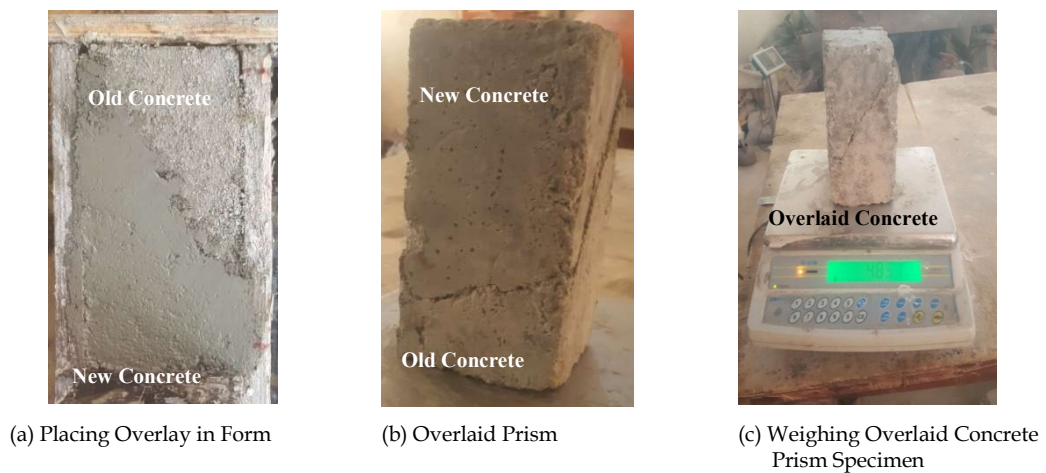 Old Concrete
New Concrete
New Concrete
Old Concrete
Overlaid Concrete
(a) Placing Overlay in Form
(b) Overlaid Prism
(c) Weighing Overlaid Concrete
Prism Specimen